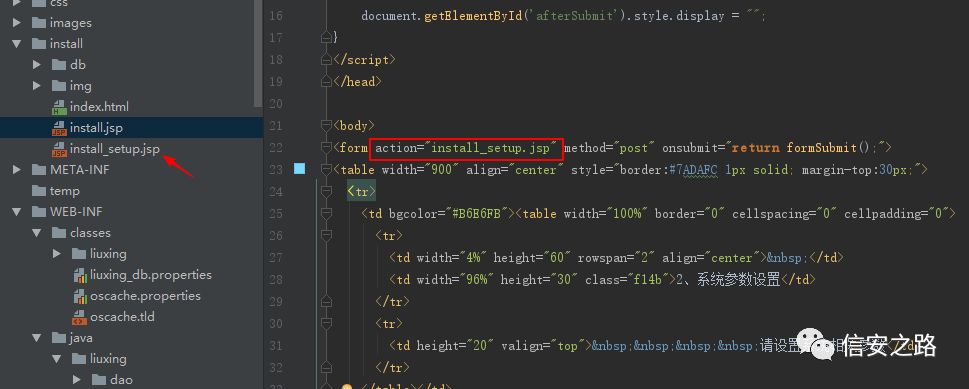 css
images
install
db
img
index.html
install.jsp
install_setup.jsp
META-INF
temp
WEB-INF
classes
liuxing
liuxing_db.properties
oscache.properties
oscache.tld
java
liuxing
dao
16 document.getElementById('afterSubmit').style.display = "";
17 }
18 </script>
19 </head>
20
21 <body>
22 <form action="install_setup.jsp" method="post" onsubmit="return formSubmit();">
23 <table width="900" align="center" style="border:#7ADAFC 1px solid; margin-top:30px;">
24 <tr>
25 <td bgcolor="#B6E6FB"><table width="100%" border="0" cellspacing="0" cellpadding="0">
26 <tr>
27 <td width="4%" height="60" rowspan="2" align="center">&nbsp;</td>
28 <td width="96%" height="30" class="f14b">2、系统参数设置</td>
29 </tr>
30 <tr>
31 <td height="20" valign="top">&nbsp;&nbsp;&nbsp;&nbsp;请设置
31 </tr>
32 </table></td>
信安之路